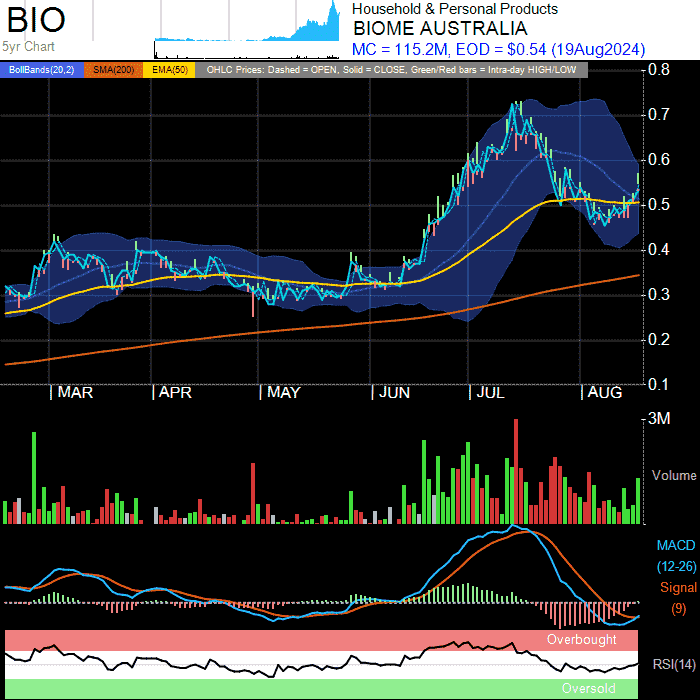 BIO
5yr Chart
Household & Personal Products
BIOME AUSTRALIA
MC = 115.2M, EOD = $0.54 (19Aug2024)
BollBands(20,2) SMA(200) EMA(50) OHLC Prices: Dashed = OPEN, Solid = CLOSE, Green/Red bars = Intra-day HIGH/LOW
0.8
0.7
0.6
0.5
0.4
0.3
0.2
0.1
MAR APR MAY JUN JUL AUG
3M
Volume
MACD
(12-26)
Signal
(9)
Overbought
RSI(14)
Oversold